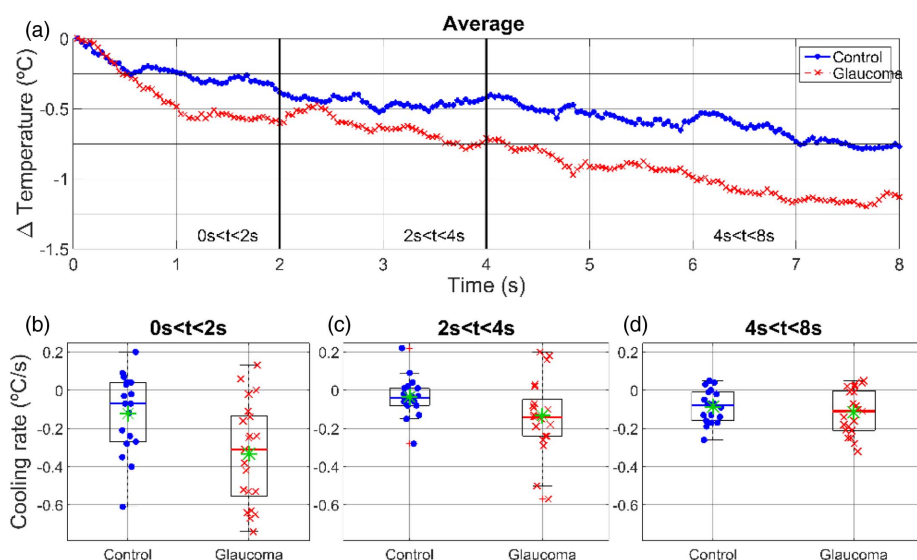 (a)
Average
Δ Temperature (ºC)
0
-0.5
-1
-1.5
Control
Glaucoma
0s<t<2s
2s<t<4s
4s<t<8s
0 1 2 3 4 5 6 7 8
Time (s)
(b) 0s<t<2s
(c) 2s<t<4s
(d) 4s<t<8s
Cooling rate (ºC/s)
0.2
0
-0.2
-0.4
-0.6
0.2
0
-0.2
-0.4
-0.6
0.2
0
-0.2
-0.4
-0.6
Control Glaucoma
Control Glaucoma
Control Glaucoma